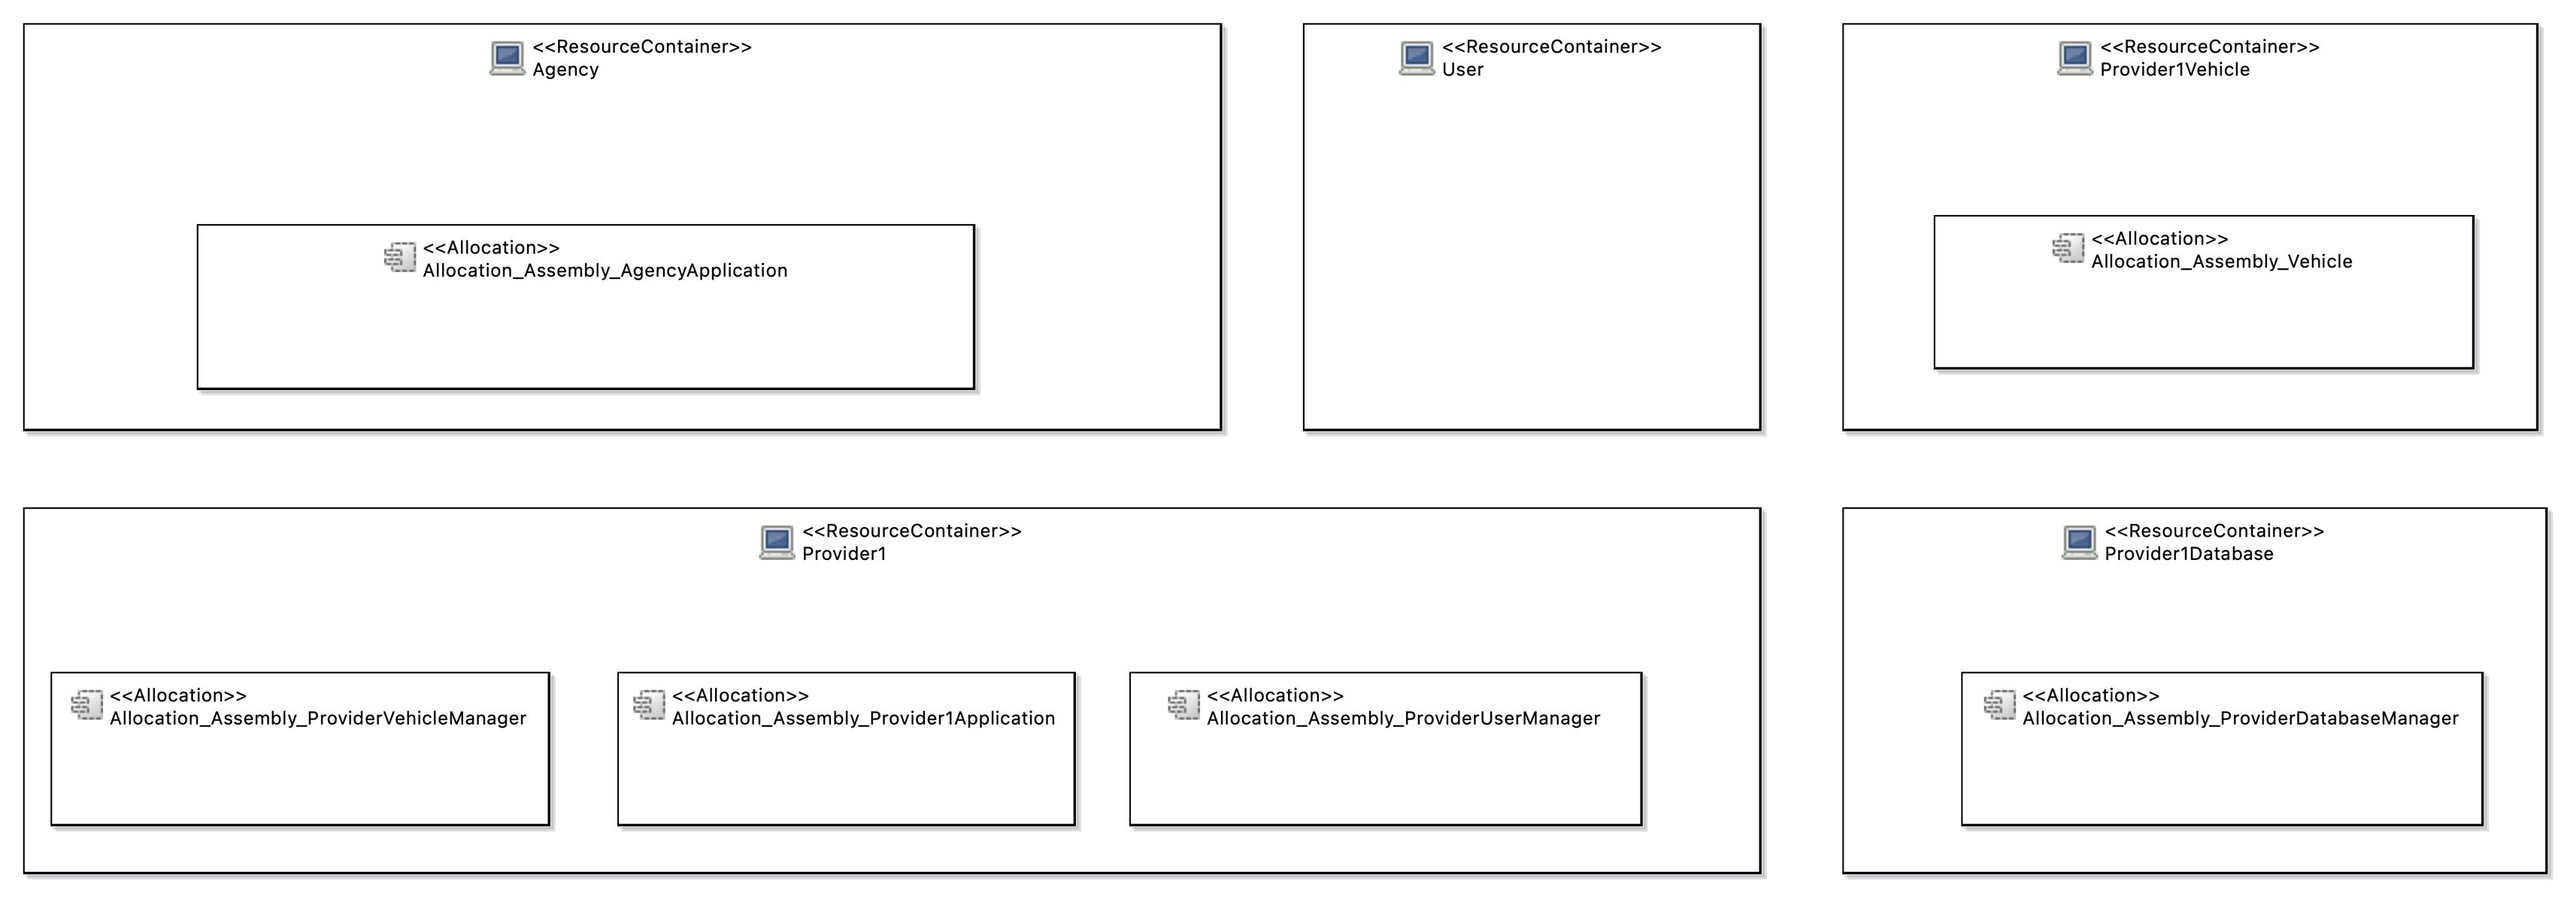 <<ResourceContainer>>
Agency
<<Allocation>>
Allocation_Assembly_AgencyApplication
<<ResourceContainer>>
User
<<ResourceContainer>>
Provider1Vehicle
<<Allocation>>
Allocation_Assembly_Vehicle
<<ResourceContainer>>
Provider1
<<Allocation>>
Allocation_Assembly_ProviderVehicleManager
<<Allocation>>
Allocation_Assembly_Provider1Application
<<Allocation>>
Allocation_Assembly_ProviderUserManager
<<ResourceContainer>>
Provider1Database
<<Allocation>>
Allocation_Assembly_ProviderDatabaseManager